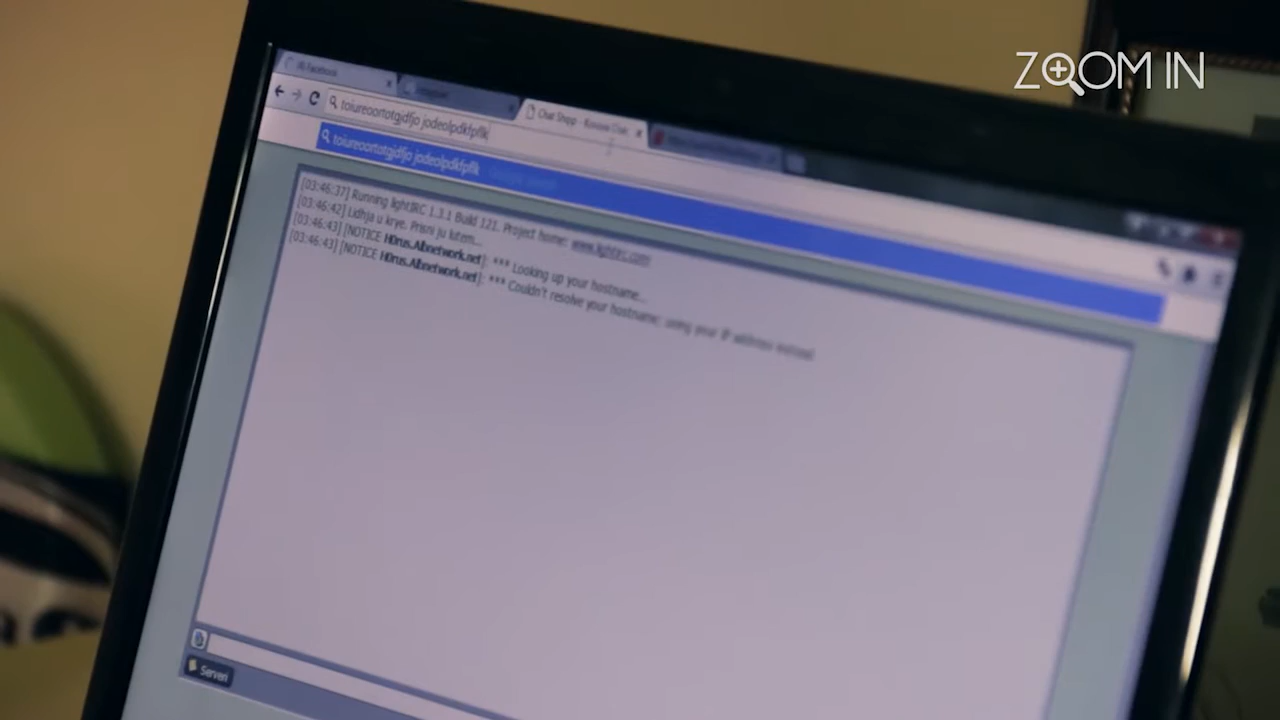 ZOOM IN
Facebook
toiureoortotgjdfjo jodeolpdkfpflk
Chat Shqip -
toiureoortotgjdfjo jodeolpdkfpflk
[03:46:37] Running lightIRC 1.3.1 Build 121. Project home: www.lightirc.com
[03:46:42] Lidhja u krye. Prisni ju lutem...
[03:46:43] [NOTICE H0rus.Albnetwork.net]: *** Looking up your hostname...
[03:46:43] [NOTICE H0rus.Albnetwork.net]: *** Couldn't resolve your hostname; using your IP address instead
Serveri